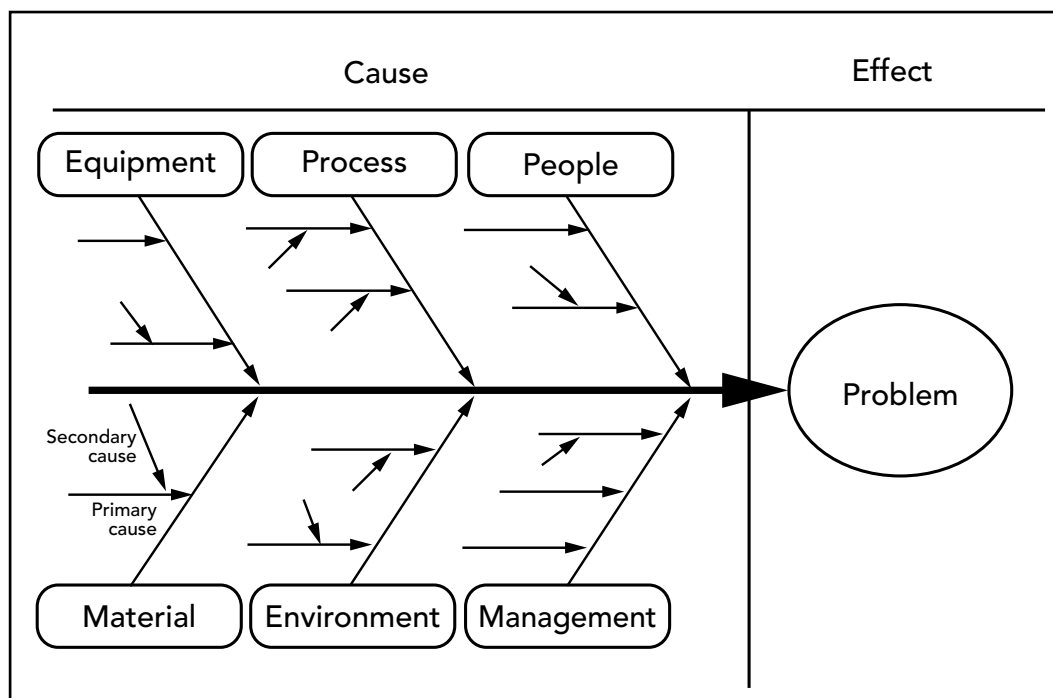 Cause
Effect
Equipment
Process
People
Problem
Secondary
cause
Primary
cause
Material
Environment
Management